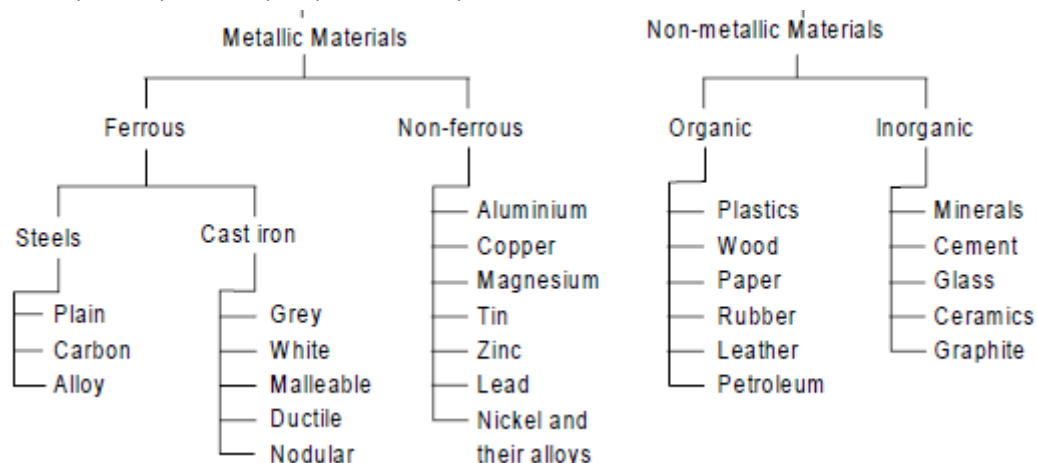 Metallic Materials
Non-metallic Materials
Ferrous
Non-ferrous
Organic
Inorganic
Steels
Plain
Carbon
Alloy
Cast iron
Grey
White
Malleable
Ductile
Nodular
Aluminium
Copper
Magnesium
Tin
Zinc
Lead
Nickel and
their alloys
Plastics
Wood
Paper
Rubber
Leather
Petroleum
Minerals
Cement
Glass
Ceramics
Graphite